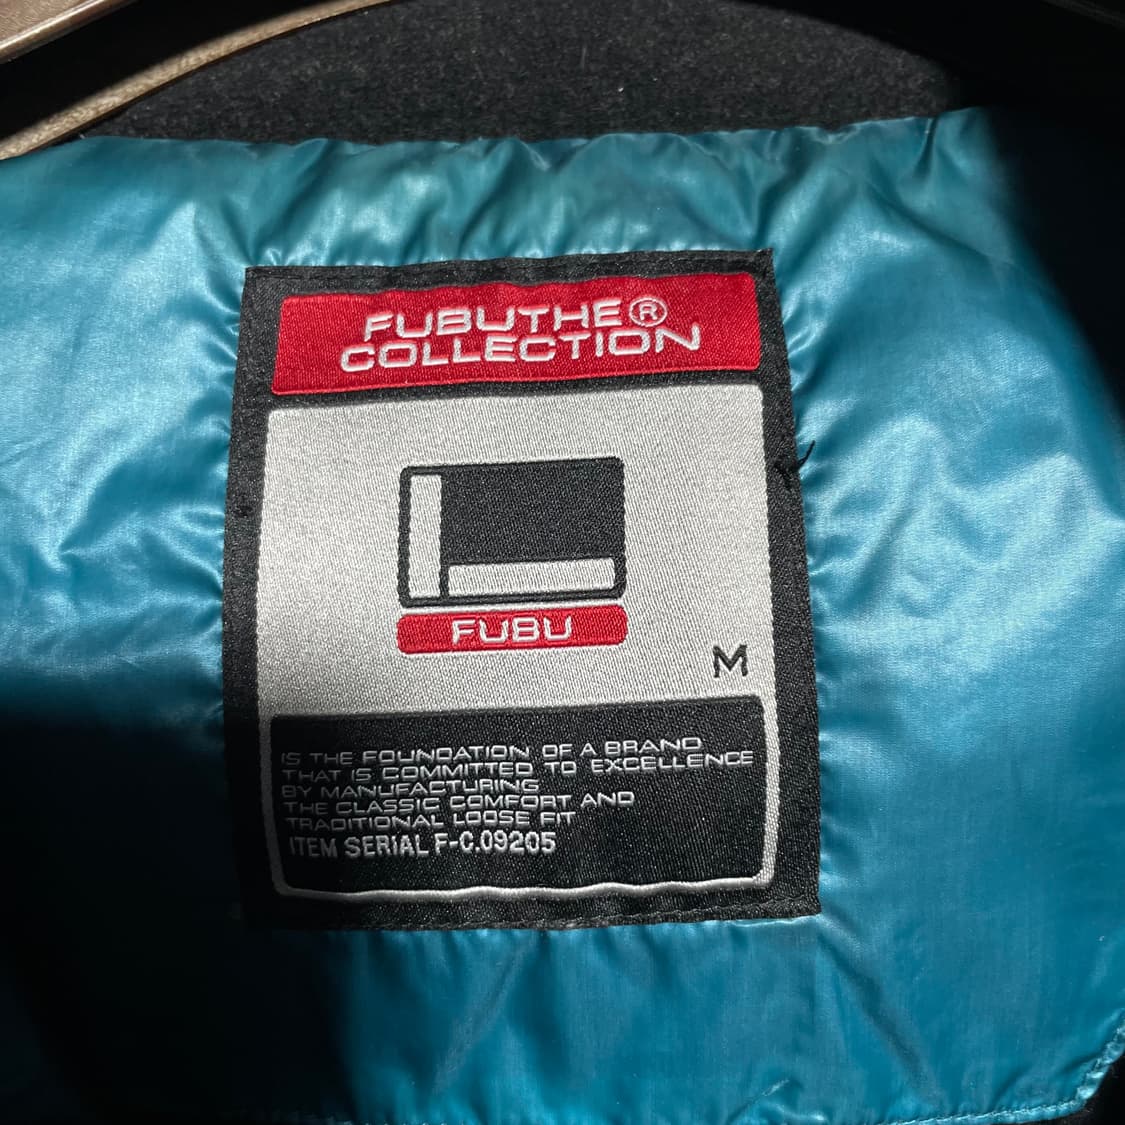 FUBUTHE®
COLLECTION
FUBU
M
IS THE FOUNDATION OF A BRAND
THAT IS COMMITTED TO EXCELLENCE
BY MANUFACTURING
THE CLASSIC COMFORT AND
TRADITIONAL LOOSE FIT
ITEM SERIAL F-C.09205